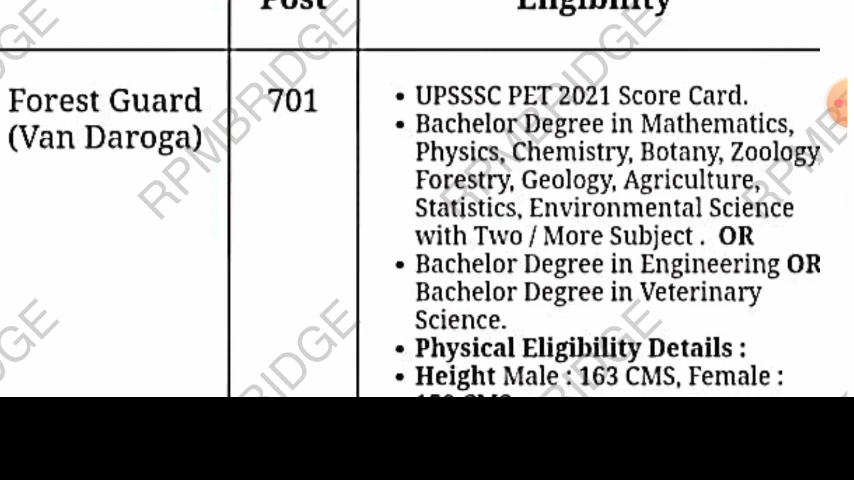 Post
Eligibility
Forest Guard
(Van Daroga)
701
• UPSSSC PET 2021 Score Card.
• Bachelor Degree in Mathematics,
Physics, Chemistry, Botany, Zoology
Forestry, Geology, Agriculture,
Statistics, Environmental Science
with Two / More Subject . OR
• Bachelor Degree in Engineering OR
Bachelor Degree in Veterinary
Science.
• Physical Eligibility Details :
• Height Male : 163 CMS, Female :
RPMBRIDGE
RPMBRIDGE